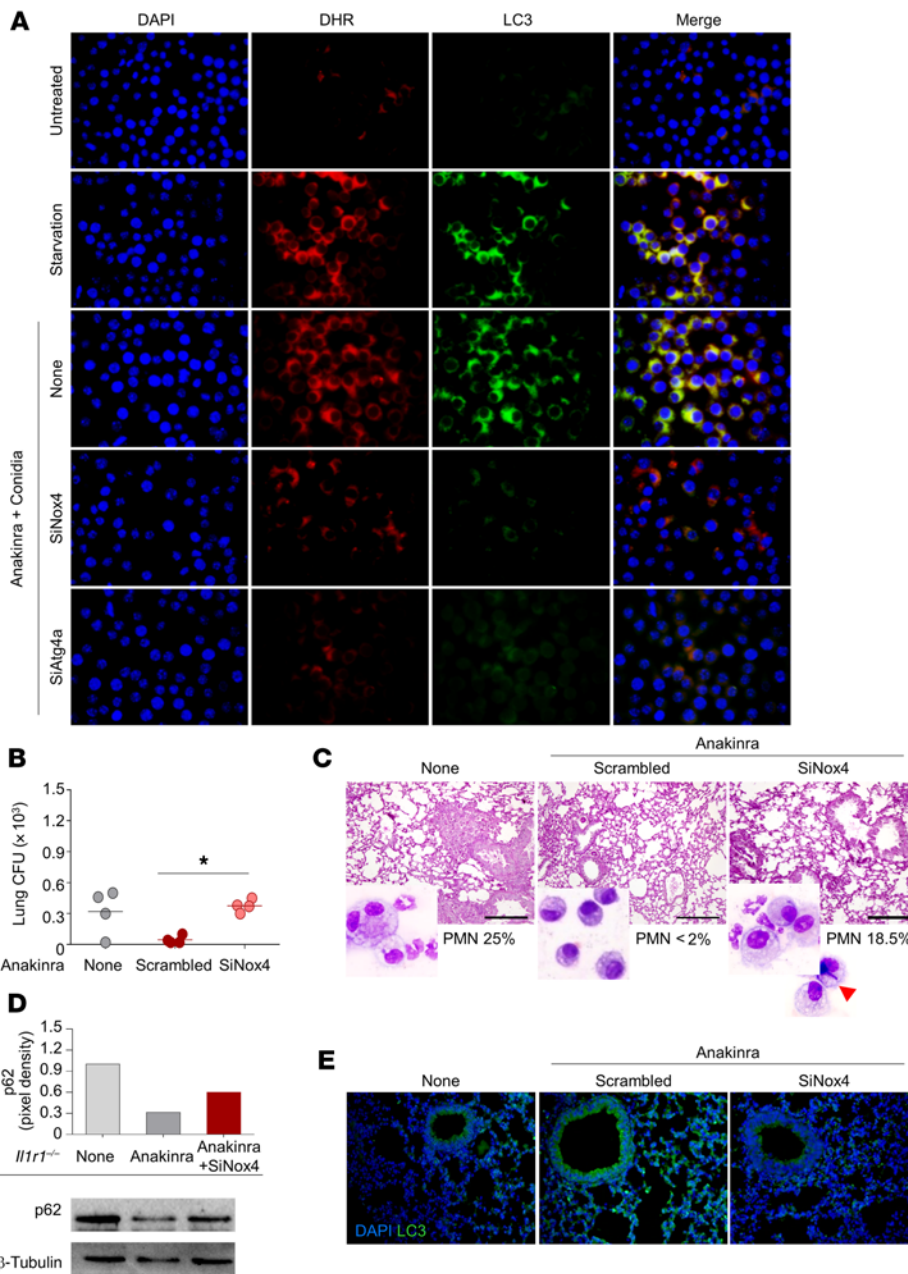 A
DAPI DHR LC3 Merge
Untreated
Starvation
Anakinra + Conidia
None
SiNox4
SiAtg4a
B
Lung CFU (×10³)
1.5
1.2
0.6
0.3
0
*
Anakinra None Scrambled SiNox4
C
Anakinra
None Scrambled SiNox4
PMN 25% PMN <2% PMN 18.5%
D
p62
(pixel density)
1.5
1.2
0.9
0.6
0.3
0
Il1r1⁻/⁻ None Anakinra Anakinra
+SiNox4
p62
β-Tubulin
E
Anakinra
None Scrambled SiNox4
DAPI LC3